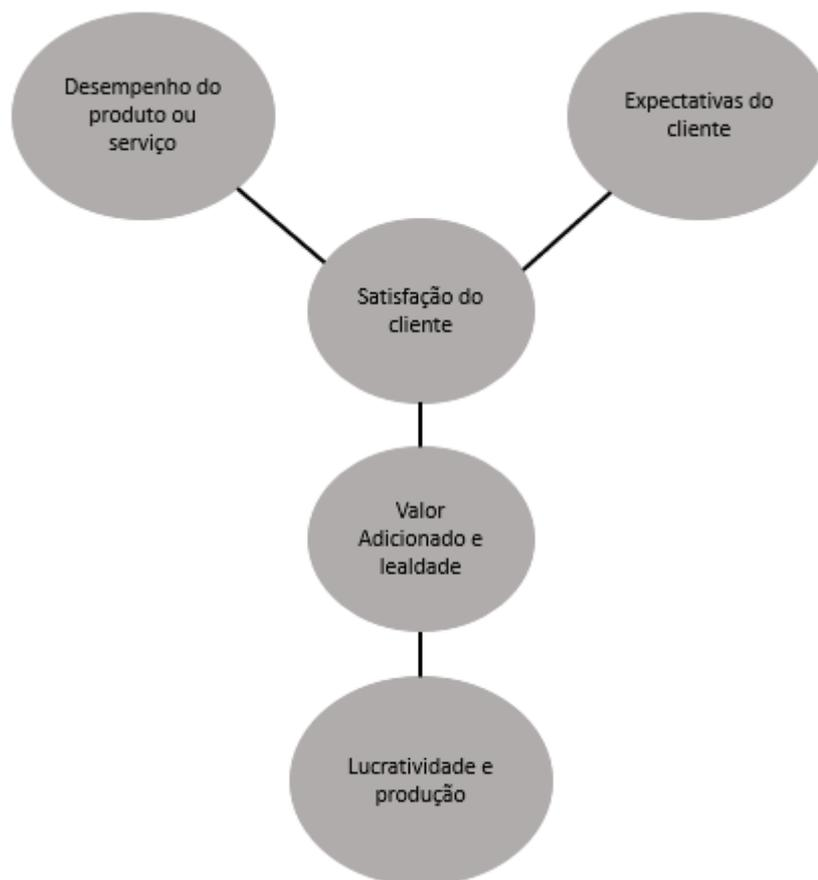 Desempenho do
produto ou
serviço
Expectativas do
cliente
Satisfação do
cliente
Valor
Adicionado e
lealdade
Lucratividade e
produção